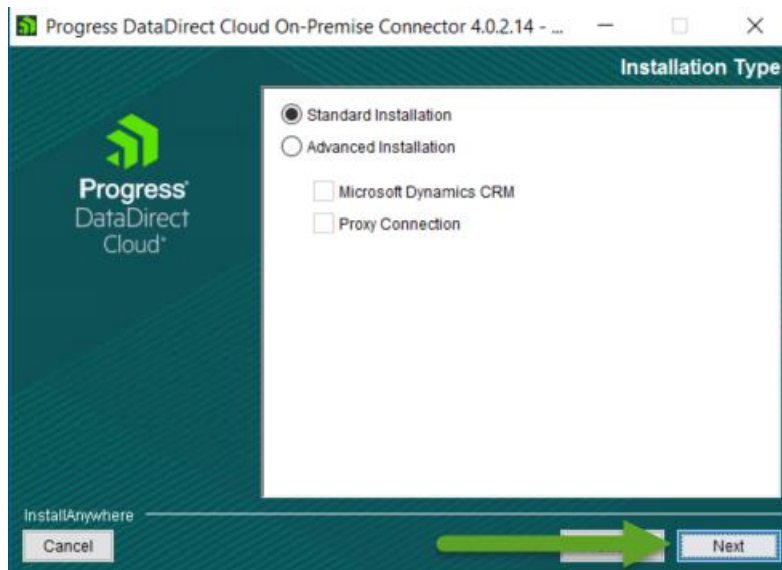 Progress DataDirect Cloud On-Premise Connector 4.0.2.14 - ...
Installation Type
Standard Installation
Advanced Installation
Microsoft Dynamics CRM
Proxy Connection
Progress®
DataDirect
Cloud®
InstallAnywhere
Cancel
Next